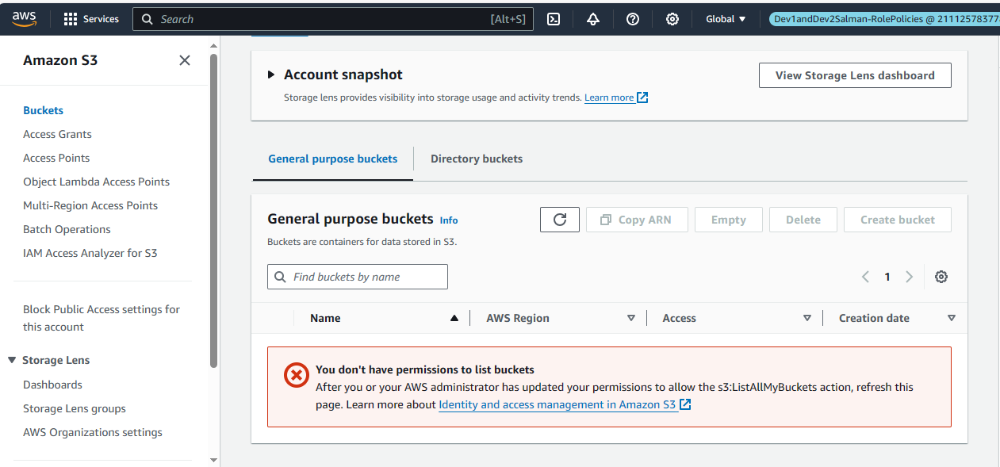 aws
Services
Search
[Alt+S]
Global
Dev1andDev2Salman-RolePolicies @ 21112578377
Amazon S3
Buckets
Access Grants
Access Points
Object Lambda Access Points
Multi-Region Access Points
Batch Operations
IAM Access Analyzer for S3
Block Public Access settings for
this account
Storage Lens
Dashboards
Storage Lens groups
AWS Organizations settings
Account snapshot
View Storage Lens dashboard
Storage lens provides visibility into storage usage and activity trends. Learn more
General purpose buckets
Directory buckets
General purpose buckets Info
Copy ARN
Empty
Delete
Create bucket
Buckets are containers for data stored in S3.
Find buckets by name
1
Name
AWS Region
Access
Creation date
You don't have permissions to list buckets
After you or your AWS administrator has updated your permissions to allow the s3:ListAllMyBuckets action, refresh this
page. Learn more about Identity and access management in Amazon S3